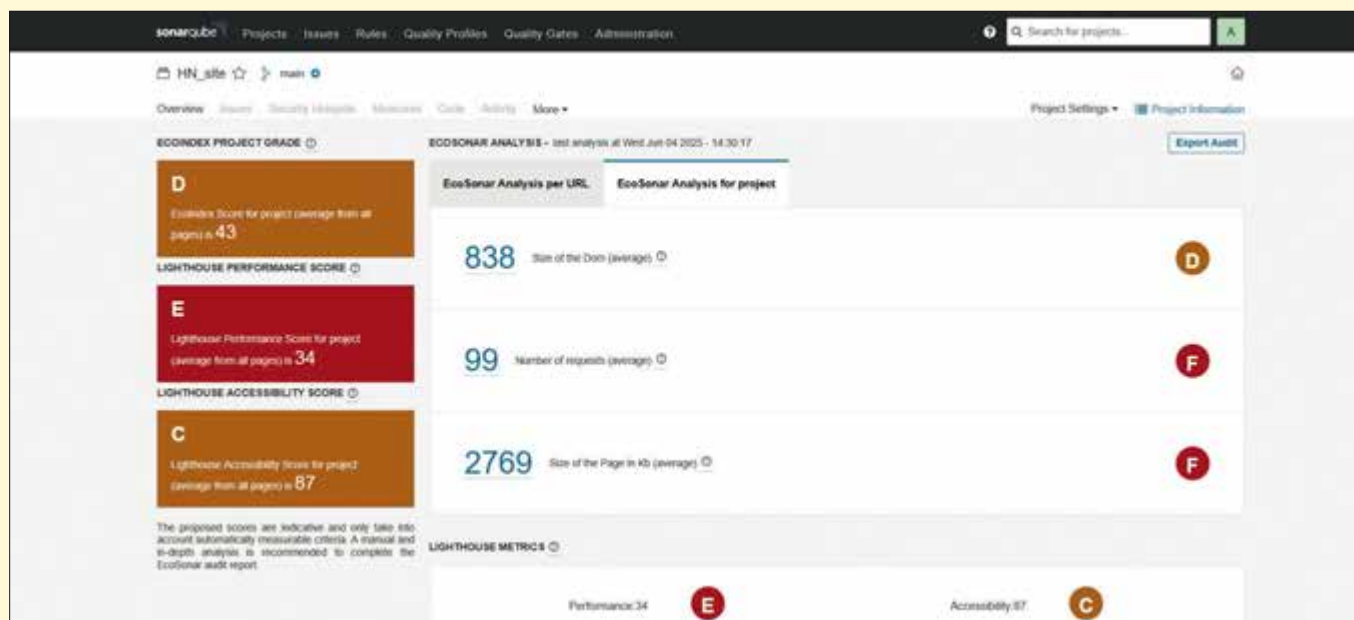 sonarqube Projects Issues Rules Quality Profiles Quality Gates Administration
Search for projects...
A
HN_site main
Overview Issues Security Hotspots Measures Code Activity More
Project Settings Project Information
ECOINDEX PROJECT GRADE
D
EcoIndex Score for project (average from all
pages) is 43
LIGHTHOUSE PERFORMANCE SCORE
E
Lighthouse Performance Score for project
(average from all pages) is 34
LIGHTHOUSE ACCESSIBILITY SCORE
C
Lighthouse Accessibility Score for project
(average from all pages) is 87
The proposed scores are indicative and only take into
account automatically measurable criteria. A manual and
in-depth analysis is recommended to complete the
EcoSonar audit report.
ECOSONAR ANALYSIS - last analysis at Wed Jun 04 2025 - 14:30:17
Export Audit
EcoSonar Analysis per URL EcoSonar Analysis for project
838 Size of the Dom (average)
D
99 Number of requests (average)
F
2769 Size of the Page in Kb (average)
F
LIGHTHOUSE METRICS
Performance:34 E
Accessibility:87 C